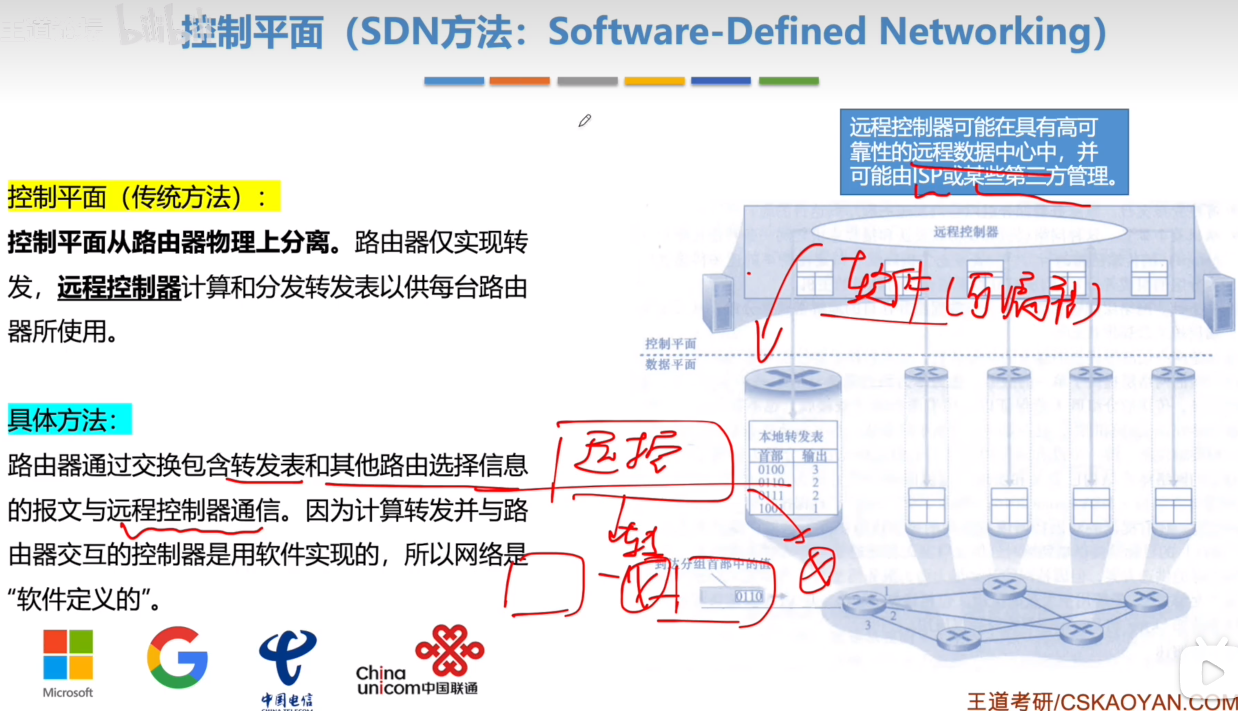 控制平面（SDN方法：Software-Defined Networking）
远程控制器可能在具有高可
靠性的远程数据中心中，并
可能由ISP或某些第三方管理。
控制平面（传统方法）：
控制平面从路由器物理上分离。路由器仅实现转
发，远程控制器计算和分发转发表以供每台路由
器所使用。
远程控制器
软件（可编程）
控制平面
数据平面
具体方法：
路由器通过交换包含转发表和其他路由选择信息
的报文与远程控制器通信。因为计算转发并与路
由器交互的控制器是用软件实现的，所以网络是
“软件定义的”。
远控
本地转发表
首部 输出
0100 3
0110 2
0111 2
1001 1
到达分组首部中的值
0110
1
2
3
Microsoft
中国电信
CHINA TELECOM
China
unicom中国联通
王道考研/CSKAOYAN.COM